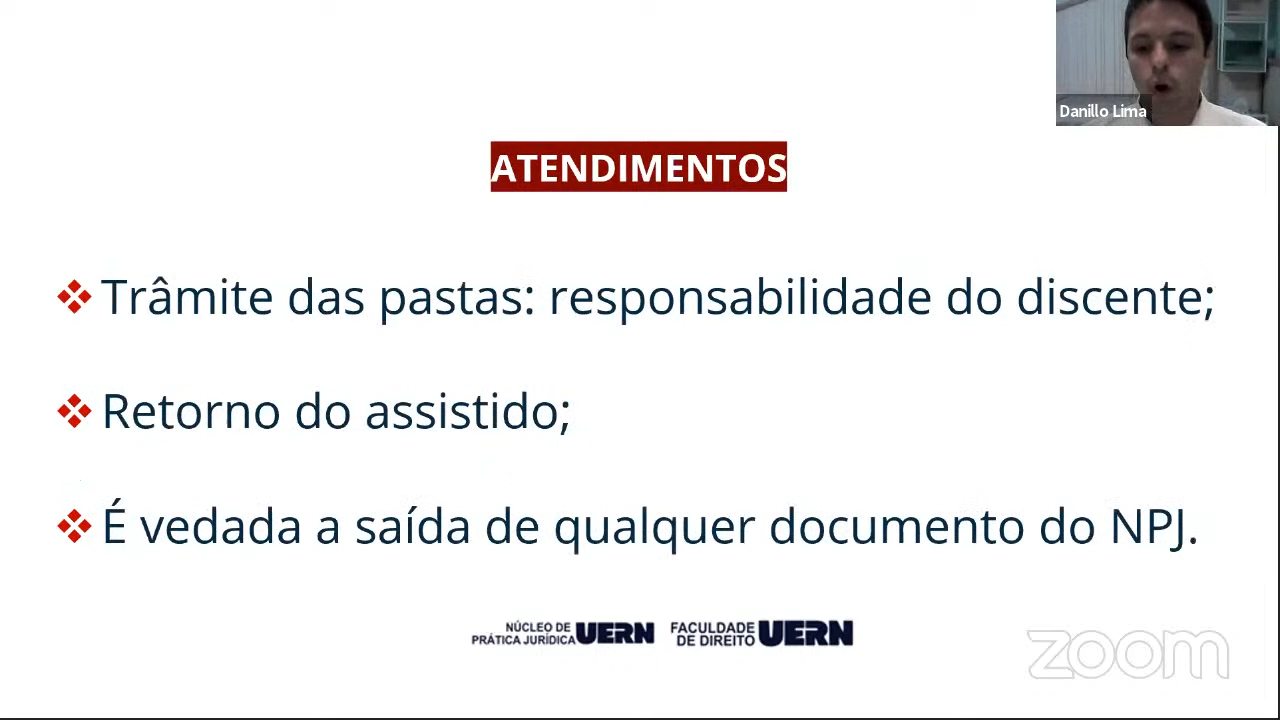 Danillo Lima
ATENDIMENTOS
❖ Trâmite das pastas: responsabilidade do discente;
❖ Retorno do assistido;
❖ É vedada a saída de qualquer documento do NPJ.
NÚCLEO DE
PRÁTICA JURÍDICA UERN
FACULDADE
DE DIREITO UERN
zoom